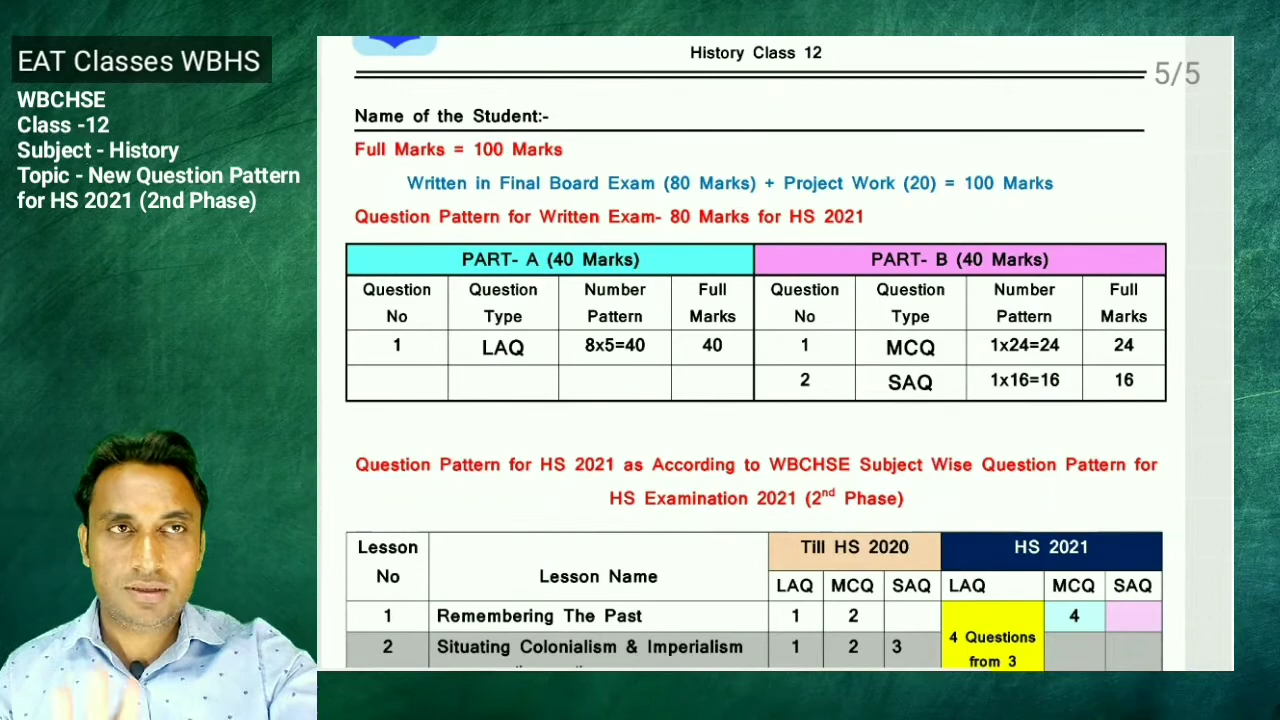 EAT Classes WBHS
WBCHSE
Class -12
Subject - History
Topic - New Question Pattern
for HS 2021 (2nd Phase)
History Class 12
5/5
Name of the Student:-
Full Marks = 100 Marks
Written in Final Board Exam (80 Marks) + Project Work (20) = 100 Marks
Question Pattern for Written Exam- 80 Marks for HS 2021
PART- A (40 Marks) PART- B (40 Marks)
Question No Question Type Number Pattern Full Marks Question No Question Type Number Pattern Full Marks
1 LAQ 8x5=40 40 1 MCQ 1x24=24 24
2 SAQ 1x16=16 16
Question Pattern for HS 2021 as According to WBCHSE Subject Wise Question Pattern for
HS Examination 2021 (2nd Phase)
Lesson No Lesson Name Till HS 2020 HS 2021
LAQ MCQ SAQ LAQ MCQ SAQ
1 Remembering The Past 1 2 4
2 Situating Colonialism & Imperialism 1 2 3
4 Questions
from 3